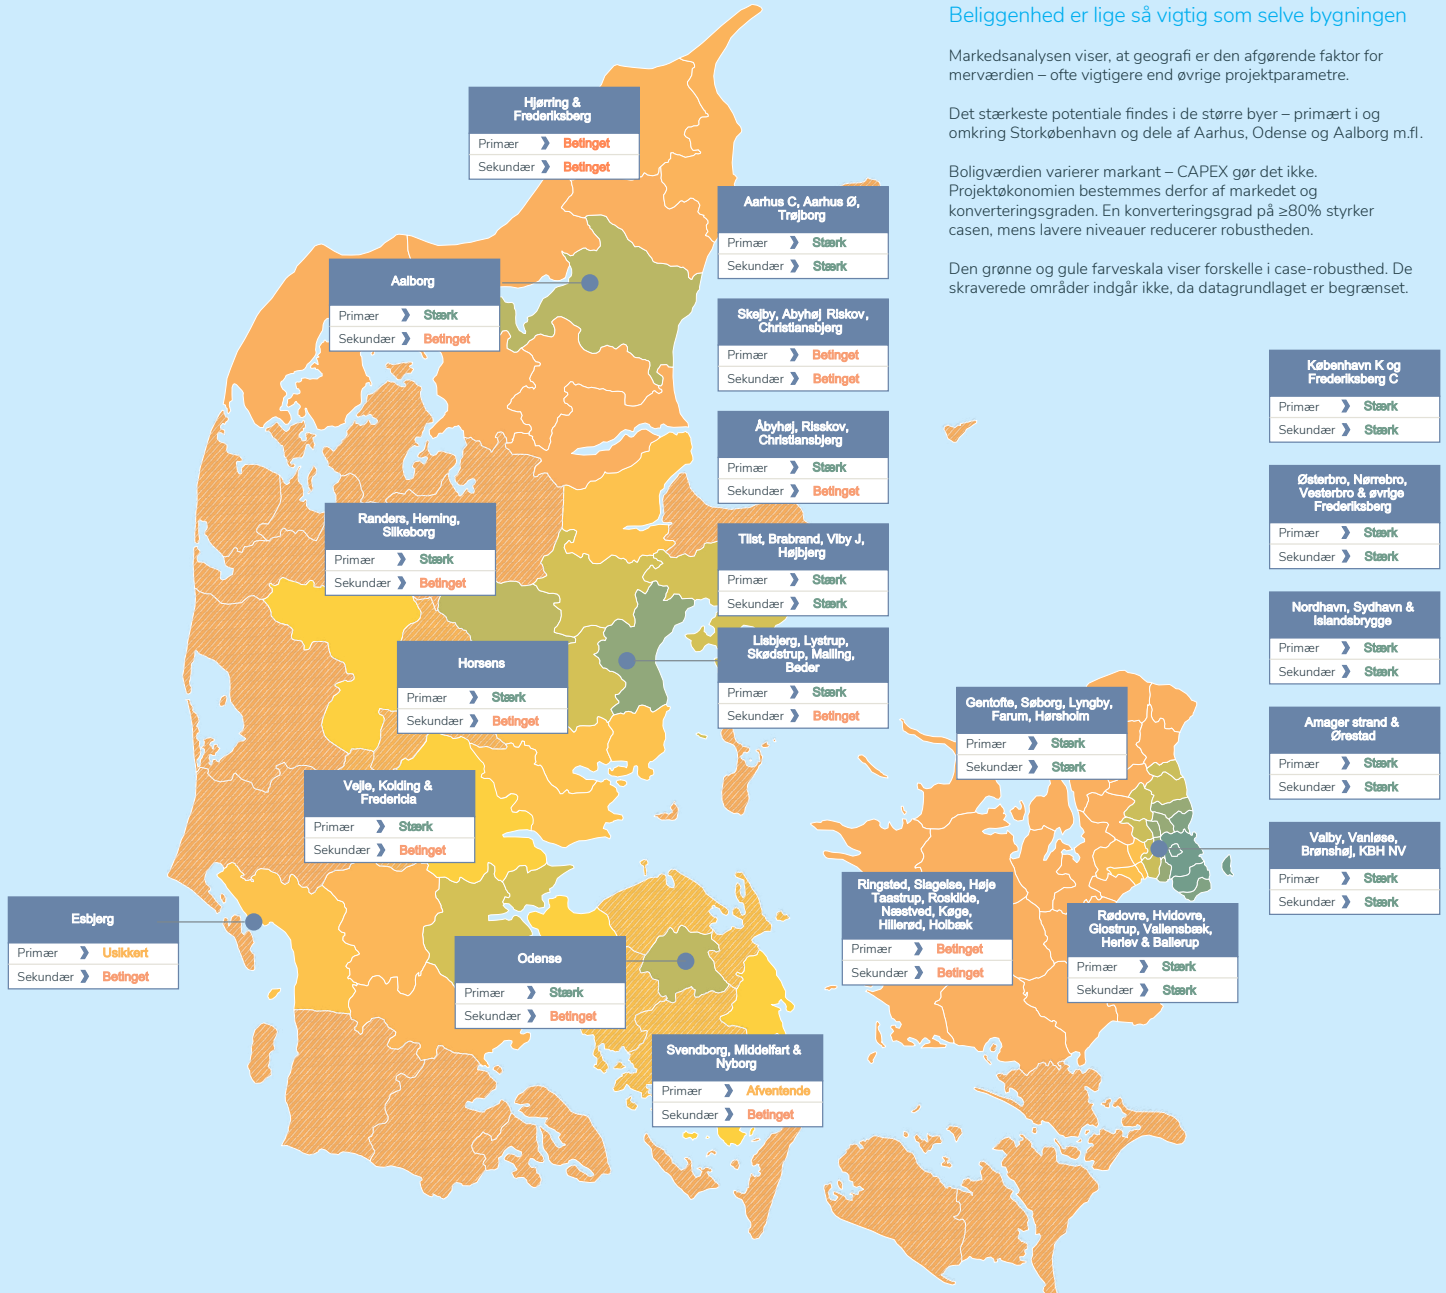 Beliggenhed er lige så vigtig som selve bygningen
Markedsanalysen viser, at geografi er den afgørende faktor for
merværdien – ofte vigtigere end øvrige projektparametre.
Det stærkeste potentiale findes i de større byer – primært i og
omkring Storkøbenhavn og dele af Aarhus, Odense og Aalborg m.fl.
Boligværdien varierer markant – CAPEX gør det ikke.
Projektøkonomien bestemmes derfor af markedet og
konverteringsgraden. En konverteringsgrad på ≥80% styrker
casen, mens lavere niveauer reducerer robustheden.
Den grønne og gule farveskala viser forskelle i case-robusthed. De
skraverede områder indgår ikke, da datagrundlaget er begrænset.
Hjørring &
Frederiksberg
Primær Betinget
Sekundær Betinget
Aarhus C, Aarhus Ø,
Trøjborg
Primær Stærk
Sekundær Stærk
Aalborg
Primær Stærk
Sekundær Betinget
Skejby, Abyhøj Riskov,
Christiansbjerg
Primær Betinget
Sekundær Betinget
København K og
Frederiksberg C
Primær Stærk
Sekundær Stærk
Åbyhøj, Risskov,
Christiansbjerg
Primær Stærk
Sekundær Betinget
Østerbro, Nørrebro,
Vesterbro & øvrige
Frederiksberg
Primær Stærk
Sekundær Stærk
Randers, Herning,
Silkeborg
Primær Stærk
Sekundær Betinget
Tilst, Brabrand, Viby J,
Højbjerg
Primær Stærk
Sekundær Stærk
Nordhavn, Sydhavn &
Islandsbrygge
Primær Stærk
Sekundær Stærk
Horsens
Primær Stærk
Sekundær Betinget
Lisbjerg, Lystrup,
Skødstrup, Malling,
Beder
Primær Stærk
Sekundær Betinget
Gentofte, Søborg, Lyngby,
Farum, Hørsholm
Primær Stærk
Sekundær Stærk
Amager strand &
Ørestad
Primær Stærk
Sekundær Stærk
Vejle, Kolding &
Fredericia
Primær Stærk
Sekundær Betinget
Valby, Vanløse,
Brønshøj, KBH NV
Primær Stærk
Sekundær Stærk
Esbjerg
Primær Usikkert
Sekundær Betinget
Ringsted, Slagelse, Høje
Taastrup, Roskilde,
Næstved, Køge,
Hillerød, Holbæk
Primær Betinget
Sekundær Betinget
Rødovre, Hvidovre,
Glostrup, Vallensbæk,
Herlev & Ballerup
Primær Stærk
Sekundær Stærk
Odense
Primær Stærk
Sekundær Betinget
Svendborg, Middelfart &
Nyborg
Primær Afventende
Sekundær Betinget